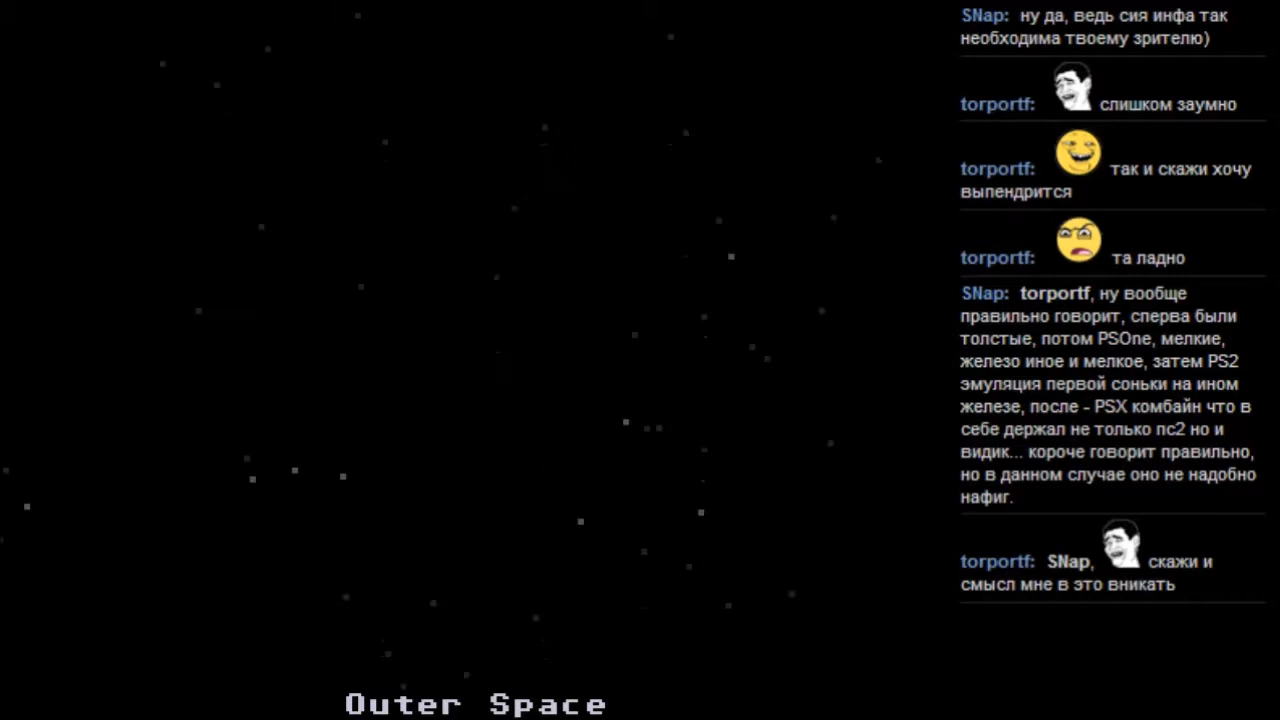 SNap: ну да, ведь сия инфа так
необходима твоему зрителю)
torportf: слишком заумно
torportf: так и скажи хочу
выпендрится
torportf: та ладно
SNap: torportf, ну вообще
правильно говорит, сперва были
толстые, потом PSOne, мелкие,
железо иное и мелкое, затем PS2
эмуляция первой соньки на ином
железе, после - PSX комбайн что в
себе держал не только пс2 но и
видик... короче говорит правильно,
но в данном случае оно не надобно
нафиг.
torportf: SNap, скажи и
смысл мне в это вникать
Outer Space